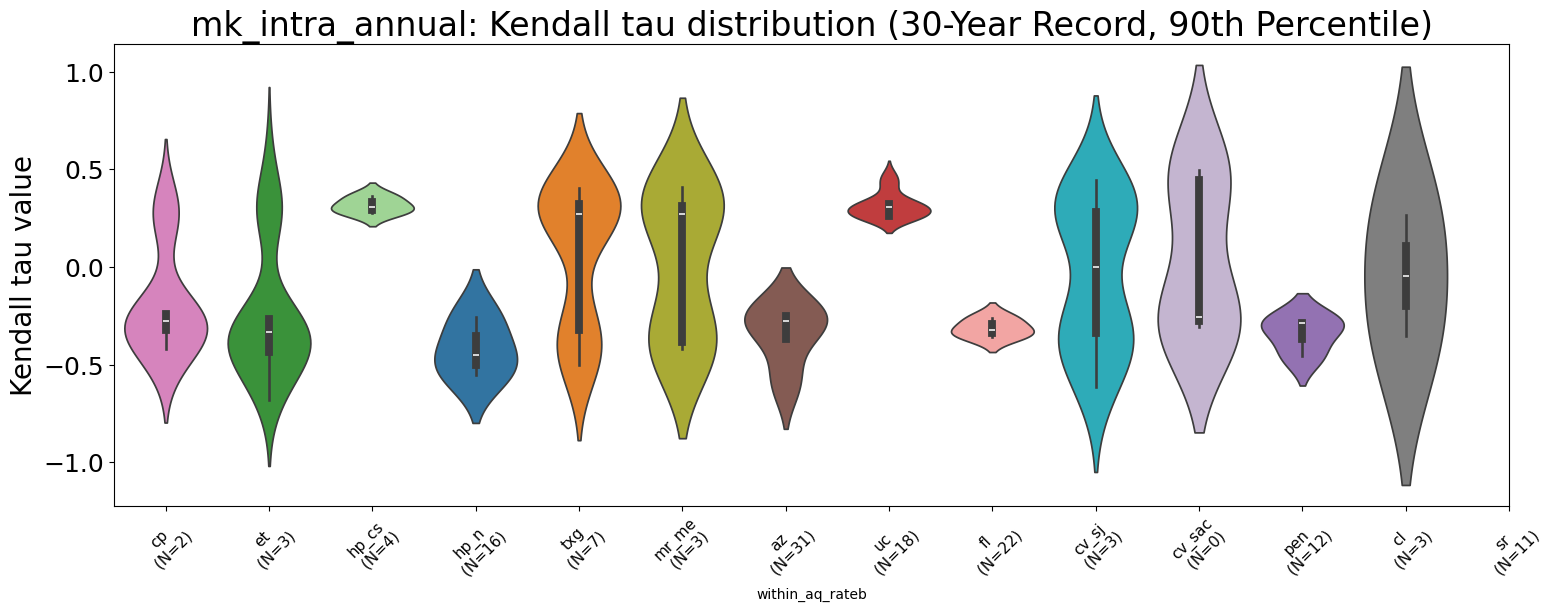 mk_intra_annual: Kendall tau distribution (30-Year Record, 90th Percentile)
Kendall tau value
1.0
0.5
0.0
−0.5
−1.0
cp
(N=2)
et
(N=3)
hp_cs
(N=4)
hp_n
(N=16)
txg
(N=7)
mr_me
(N=3)
az
(N=31)
uc
(N=18)
fl
(N=22)
cv_sj
(N=3)
cv_sac
(N=0)
pen
(N=12)
cl
(N=3)
sr
(N=11)
within_aq_rateb